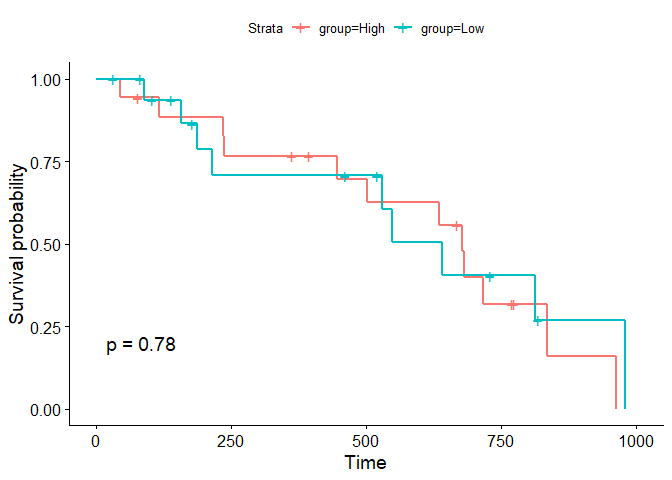 Strata group=High group=Low
1.00
0.75
0.50
0.25
0.00
Survival probability
p = 0.78
0 250 500 750 1000
Time